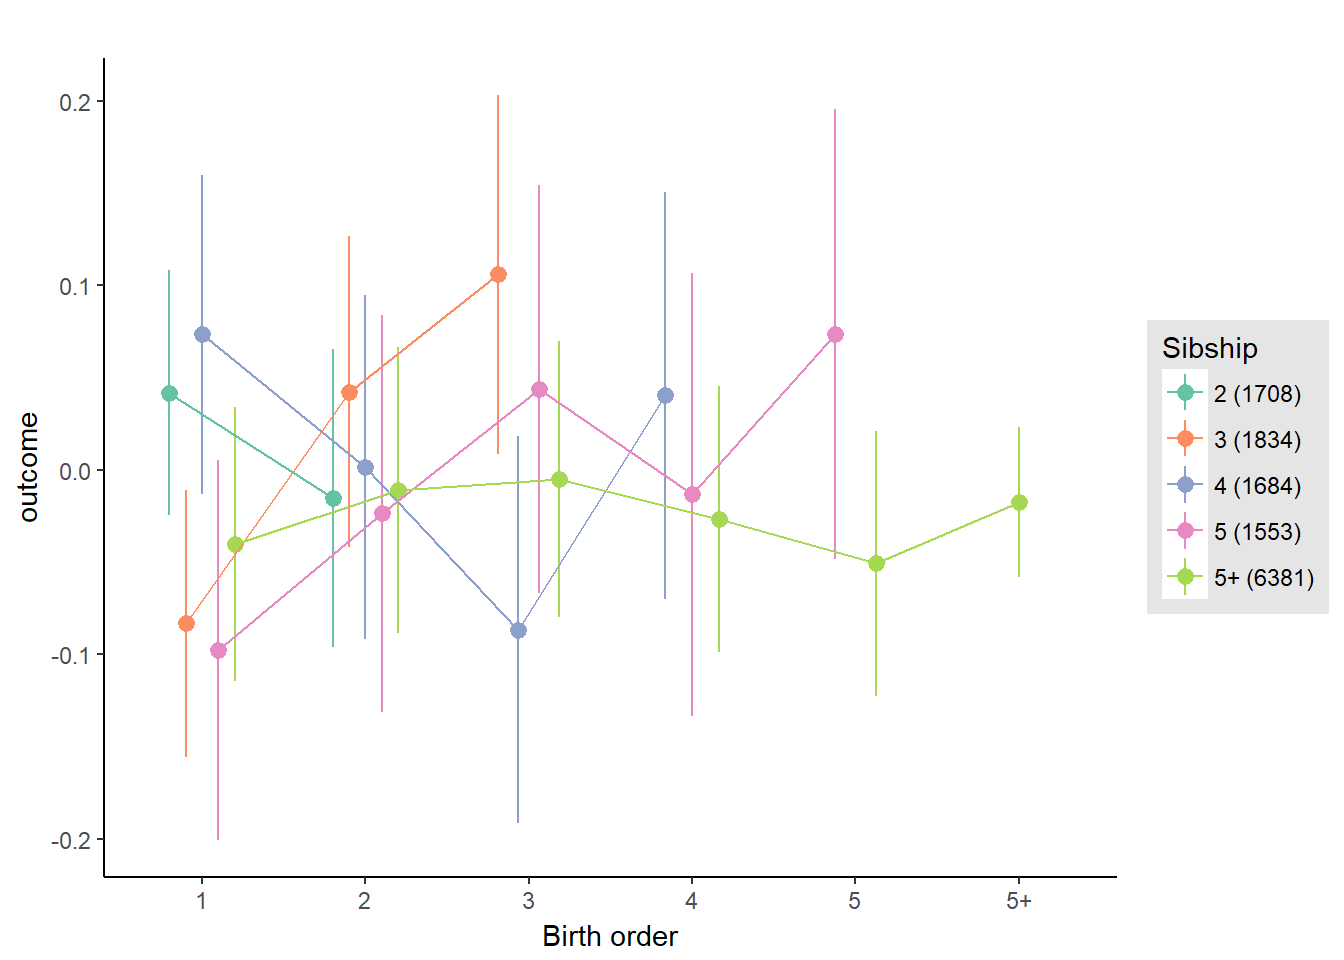 outcome
0.2
0.1
0.0
-0.1
-0.2
1 2 3 4 5 5+
Birth order
Sibship
2 (1708)
3 (1834)
4 (1684)
5 (1553)
5+ (6381)